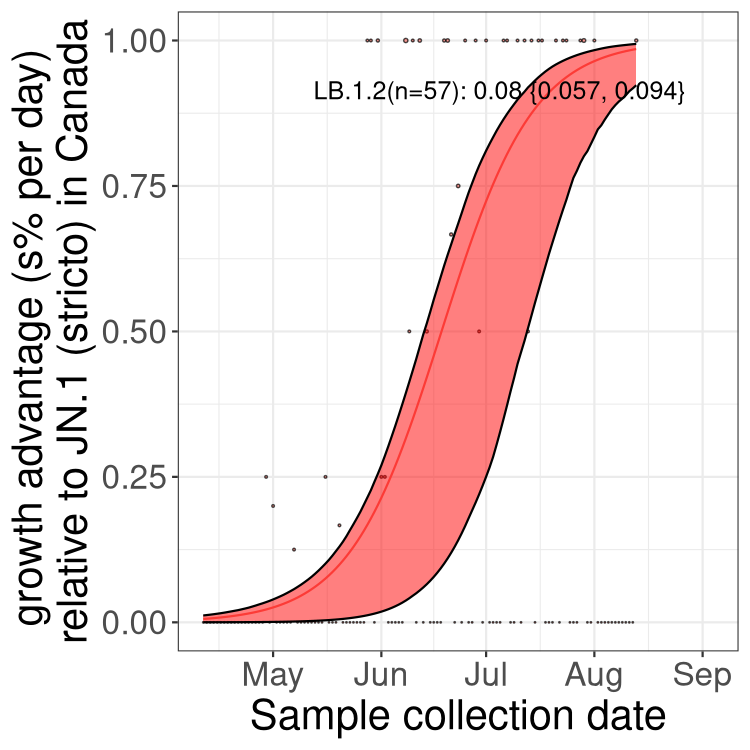 growth advantage (s% per day)
relative to JN.1 (stricto) in Canada
1.00
0.75
0.50
0.25
0.00
LB.1.2(n=57): 0.08 {0.057, 0.094}
May Jun Jul Aug Sep
Sample collection date